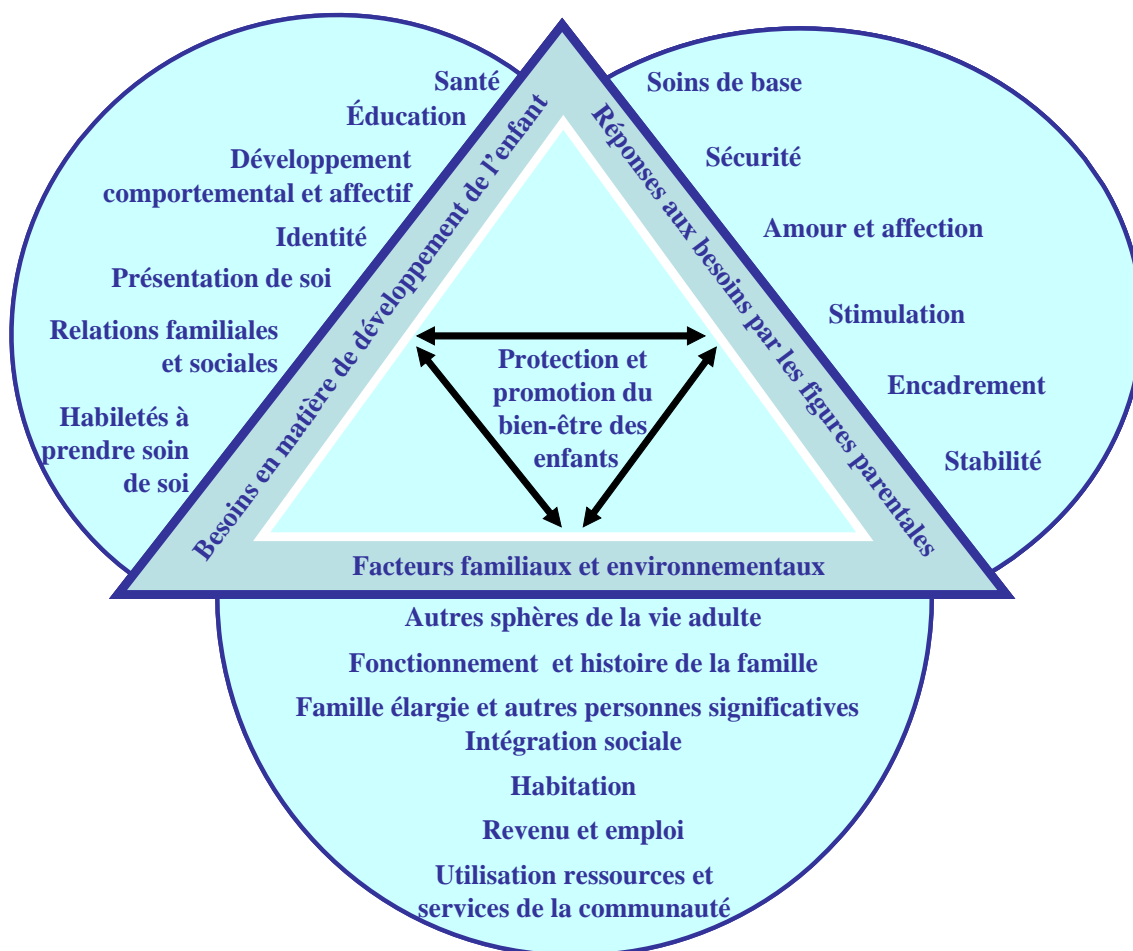 Santé
Éducation
Développement
comportemental et affectif
Identité
Présentation de soi
Relations familiales
et sociales
Habiletés à
prendre soin
de soi
Besoins en matière de développement de l'enfant
Réponses aux besoins par les figures parentales
Soins de base
Sécurité
Amour et affection
Stimulation
Encadrement
Stabilité
Protection et
promotion du
bien-être des
enfants
Facteurs familiaux et environnementaux
Autres sphères de la vie adulte
Fonctionnement et histoire de la famille
Famille élargie et autres personnes significatives
Intégration sociale
Habitation
Revenu et emploi
Utilisation ressources et
services de la communauté